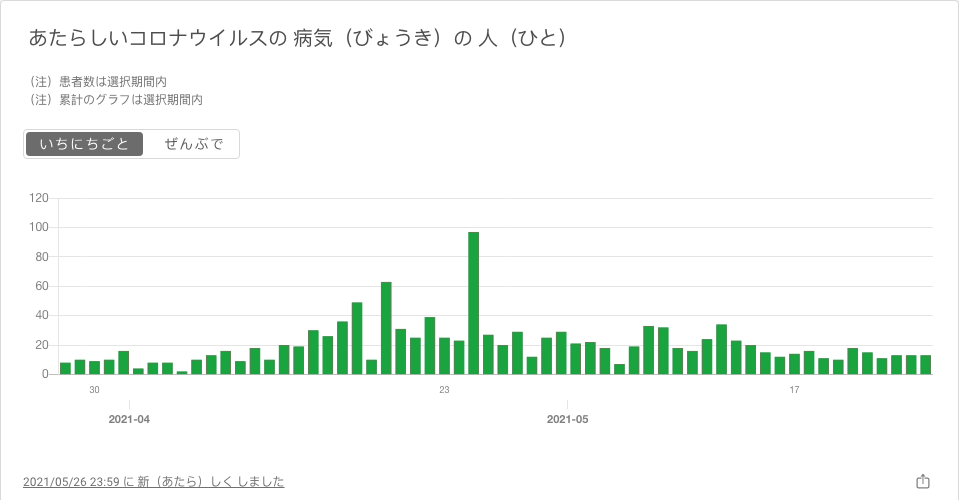 あたらしいコロナウイルスの 病気（びょうき）の 人（ひと）
（注）患者数は選択期間内
（注）累計のグラフは選択期間内
いちにちごと ぜんぶで
120
100
80
60
40
20
0
30 23 17
2021-04 2021-05
2021/05/26 23:59 に 新（あたら）しく しました